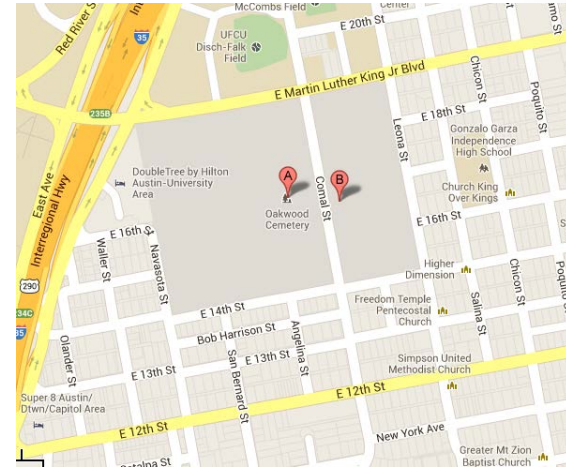 McCombs Field
Center
Red River S
35
UFCU
Disch-Falk
Field
E 20th St
E Martin Luther King Jr Blvd
235B
East Ave
Interregional Hwy
DoubleTree by Hilton
Austin-University
Area
A
B
Oakwood
Cemetery
Comal St
Leona St
Chicon St
Poquito St
E 18th St
Gonzalo Garza
Independence
High School
Church King
Over Kings
E 16th St
E 16th St
Waller St
Navasota St
290
234C
35
Higher
Dimension
Salina St
Chicon St
E 14th St
Freedom Temple
Pentecostal
Church
Bob Harrison St
Angelina St
Olander St
E 13th St
E 13th St
San Bernard St
Simpson United
Methodist Church
Super 8 Austin/
Dtwn/Capitol Area
E 12th St
E 12th St
New York Ave
Greater Mt Zion
Baptist Church